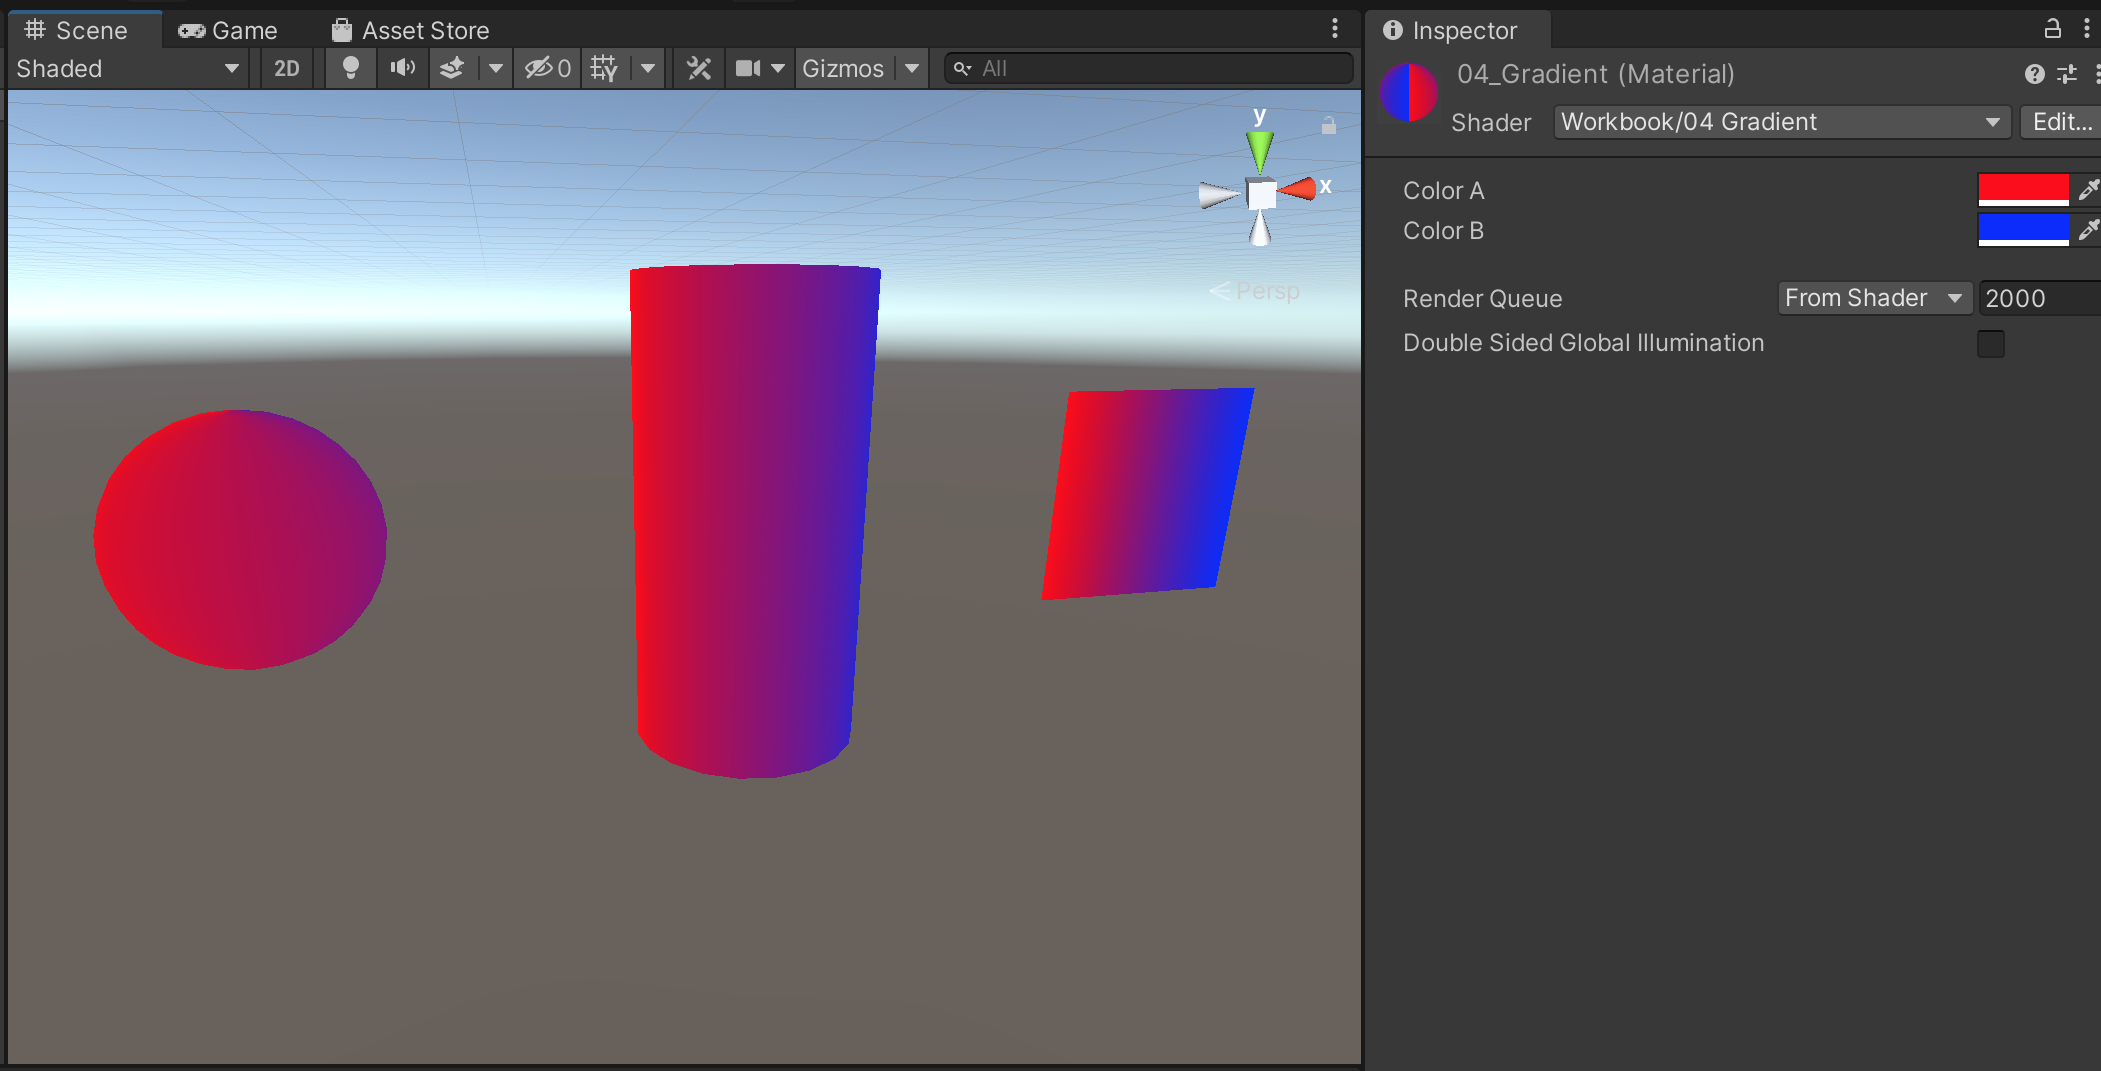 Scene Game Asset Store
Shaded 2D 0 Gizmos All
y
x
Persp
Inspector
04_Gradient (Material)
Shader Workbook/04 Gradient Edit...
Color A
Color B
Render Queue From Shader 2000
Double Sided Global Illumination